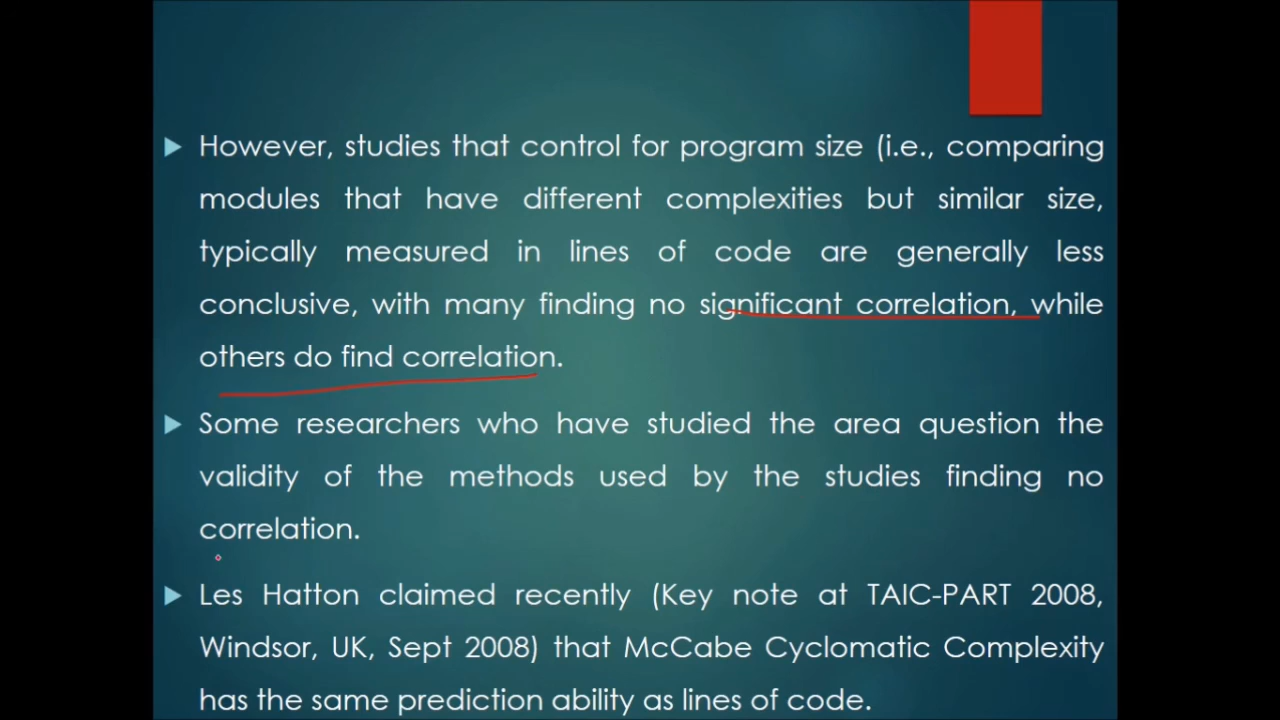 However, studies that control for program size (i.e., comparing
modules that have different complexities but similar size,
typically measured in lines of code are generally less
conclusive, with many finding no significant correlation, while
others do find correlation.
Some researchers who have studied the area question the
validity of the methods used by the studies finding no
correlation.
Les Hatton claimed recently (Key note at TAIC-PART 2008,
Windsor, UK, Sept 2008) that McCabe Cyclomatic Complexity
has the same prediction ability as lines of code.